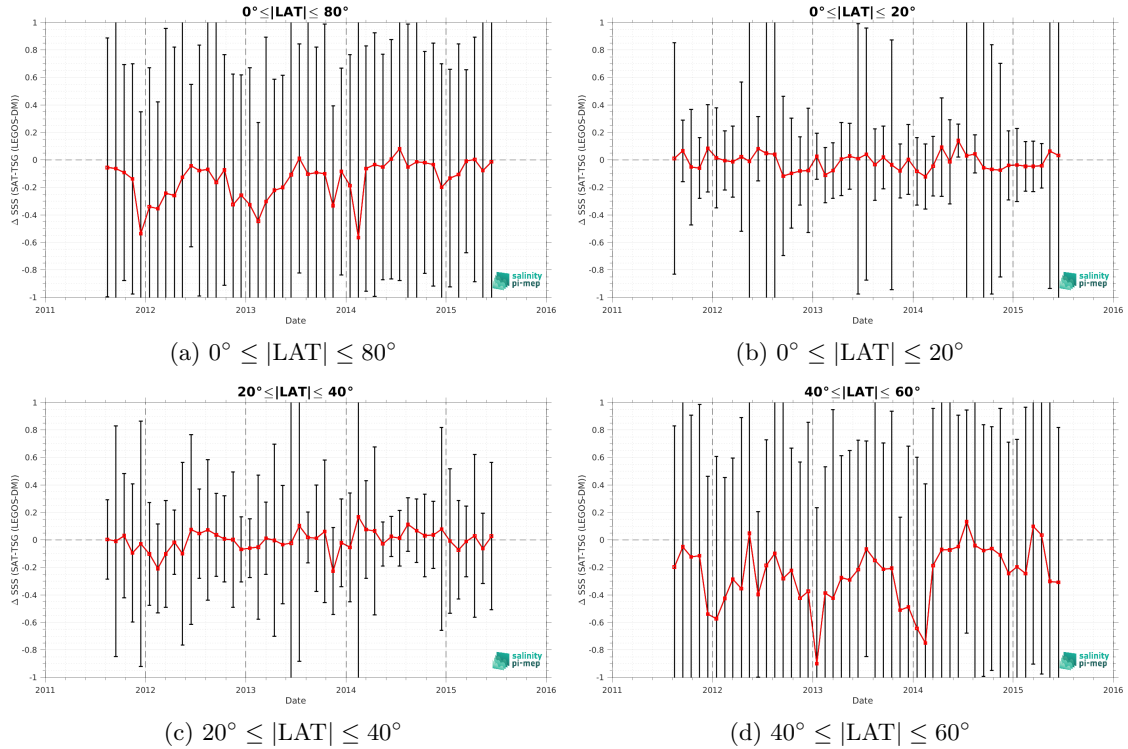 0°≤|LAT|≤ 80°
Δ SSS (SAT-TSG (LEGOS-DM))
1
0.8
0.6
0.4
0.2
0
-0.2
-0.4
-0.6
-0.8
-1
2011 2012 2013 2014 2015 2016
Date
salinity
pi-mep
(a) 0° ≤ |LAT| ≤ 80°
0°≤|LAT|≤ 20°
Δ SSS (SAT-TSG (LEGOS-DM))
1
0.8
0.6
0.4
0.2
0
-0.2
-0.4
-0.6
-0.8
-1
2011 2012 2013 2014 2015 2016
Date
salinity
pi-mep
(b) 0° ≤ |LAT| ≤ 20°
20°≤|LAT|≤ 40°
Δ SSS (SAT-TSG (LEGOS-DM))
1
0.8
0.6
0.4
0.2
0
-0.2
-0.4
-0.6
-0.8
-1
2011 2012 2013 2014 2015 2016
Date
salinity
pi-mep
(c) 20° ≤ |LAT| ≤ 40°
40°≤|LAT|≤ 60°
Δ SSS (SAT-TSG (LEGOS-DM))
1
0.8
0.6
0.4
0.2
0
-0.2
-0.4
-0.6
-0.8
-1
2011 2012 2013 2014 2015 2016
Date
salinity
pi-mep
(d) 40° ≤ |LAT| ≤ 60°